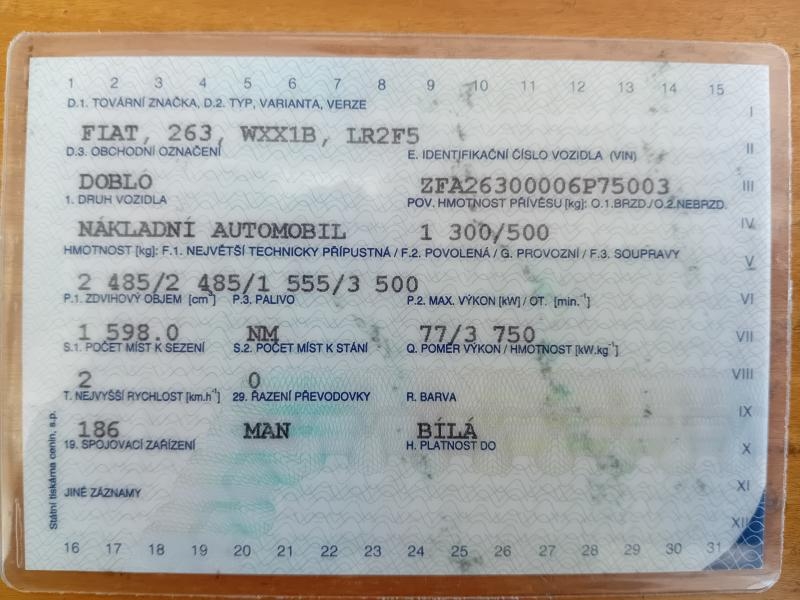 1 2 3 4 5 6 7 8 9 10 11 12 13 14 15
D.1. TOVÁRNÍ ZNAČKA, D.2. TYP, VARIANTA, VERZE
I
FIAT, 263, WXX1B, LR2F5
D.3. OBCHODNÍ OZNAČENÍ E. IDENTIFIKAČNÍ ČÍSLO VOZIDLA (VIN)
II
DOBLO ZFA26300006P75003
III
1. DRUH VOZIDLA POV. HMOTNOST PŘÍVĚSU [kg]: O.1.BRZD./O.2.NEBRZD.
NÁKLADNÍ AUTOMOBIL 1 300/500
IV
HMOTNOST [kg]: F.1. NEJVĚTŠÍ TECHNICKY PŘÍPUSTNÁ / F.2. POVOLENÁ / G. PROVOZNÍ / F.3. SOUPRAVY
V
2 485/2 485/1 555/3 500
P.1. ZDVIHOVÝ OBJEM [cm³] P.3. PALIVO P.2. MAX. VÝKON [kW] / OT. [min.⁻¹]
VI
1 598.0 NM 77/3 750
VII
S.1. POČET MÍST K SEZENÍ S.2. POČET MÍST K STÁNÍ Q. POMĚR VÝKON / HMOTNOST [kW.kg⁻¹]
2 0
VIII
T. NEJVYŠŠÍ RYCHLOST [km.h⁻¹] 29. ŘAZENÍ PŘEVODOVKY R. BARVA
IX
186 MAN BÍLÁ
19. SPOJOVACÍ ZAŘÍZENÍ H. PLATNOST DO
X
JINÉ ZÁZNAMY
XI
XII
Státní tiskárna cenin, s.p.
16 17 18 19 20 21 22 23 24 25 26 27 28 29 30 31